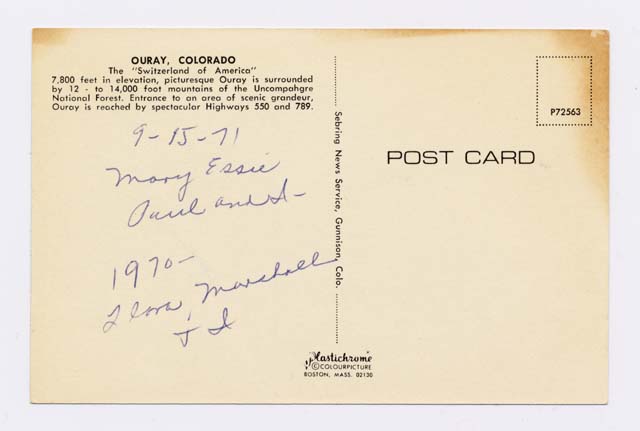 OURAY, COLORADO
The "Switzerland of America"
7,800 feet in elevation, picturesque Ouray is surrounded
by 12 - to 14,000 foot mountains of the Uncompahgre
National Forest. Entrance to an area of scenic grandeur,
Ouray is reached by spectacular Highways 550 and 789.
9-15-71
Mary Essie
Paul and I-
1970-
Flora, Marshall
+ I
Sebring News Service, Gunnison, Colo.
P72563
POST CARD
Plastichrome
©COLOURPICTURE
BOSTON, MASS. 02130